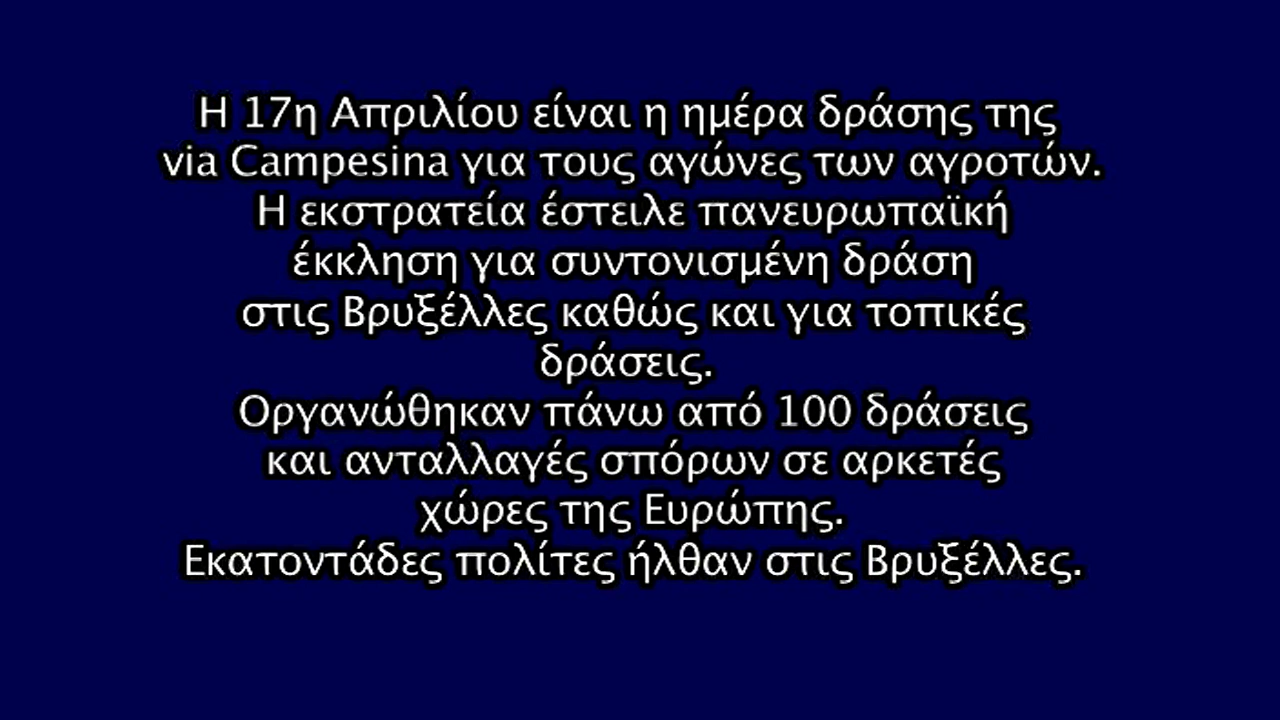 Η 17η Απριλίου είναι η ημέρα δράσης της
via Campesina για τους αγώνες των αγροτών.
Η εκστρατεία έστειλε πανευρωπαϊκή
έκκληση για συντονισμένη δράση
στις Βρυξέλλες καθώς και για τοπικές
δράσεις.
Οργανώθηκαν πάνω από 100 δράσεις
και ανταλλαγές σπόρων σε αρκετές
χώρες της Ευρώπης.
Εκατοντάδες πολίτες ήλθαν στις Βρυξέλλες.